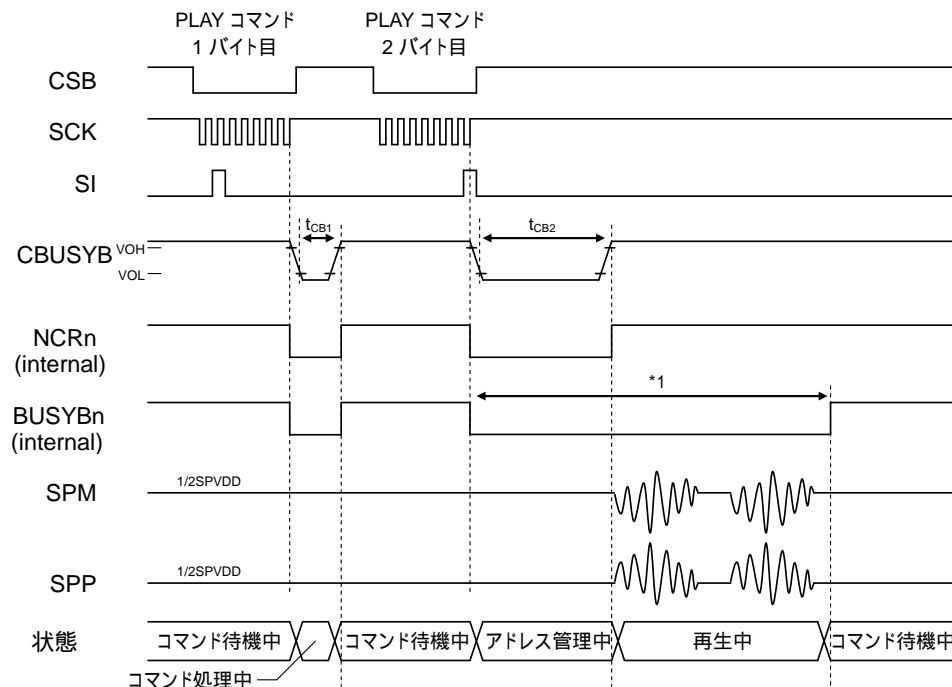 PLAY コマンド
1 バイト目
PLAY コマンド
2 バイト目
CSB
SCK
SI
tCB1
tCB2
CBUSYB
VOH
VOL
NCRn
(internal)
*1
BUSYBn
(internal)
SPM
1/2SPVDD
SPP
1/2SPVDD
状態
コマンド待機中
コマンド待機中
アドレス管理中
再生中
コマンド待機中
コマンド処理中